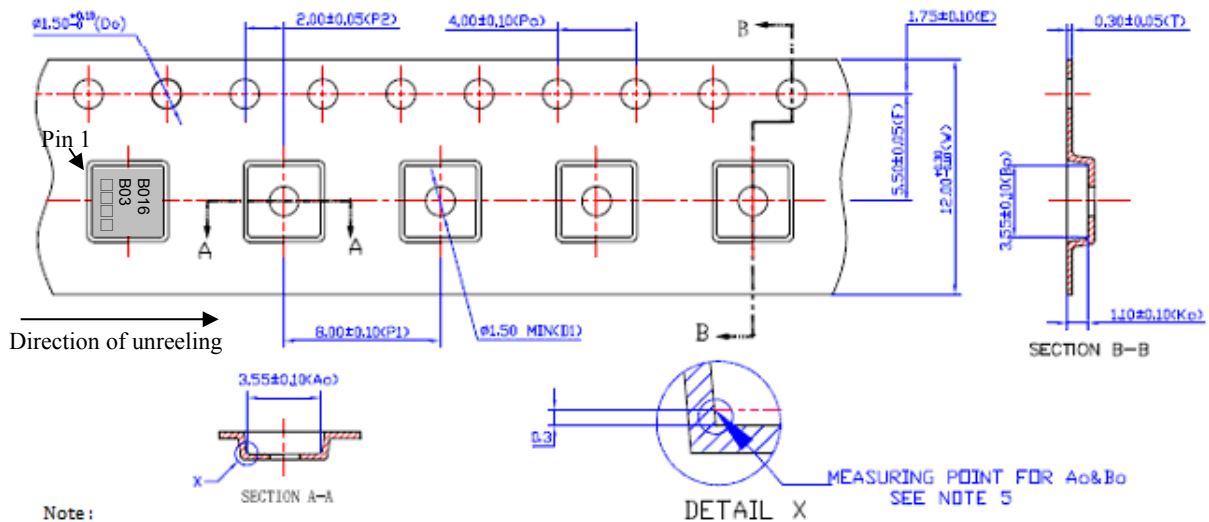 ø1.50+0.10 -0(Do)
2.00±0.05(P2)
4.00±0.10(Po)
B
1.75±0.10(E)
0.30±0.05(T)
Pin 1
B016
B03
□□□□
A
A
5.50±0.05(F)
12.00+0.30
(W)
3.55±0.10(Bo)
Direction of unreeling
8.00±0.10(P1)
ø1.50 MIN(D1)
B
1.10±0.10(Ko)
SECTION B-B
3.55±0.10(Ao)
X
SECTION A-A
0.3
MEASURING POINT FOR Ao&Bo
SEE NOTE 5
DETAIL X
Note: